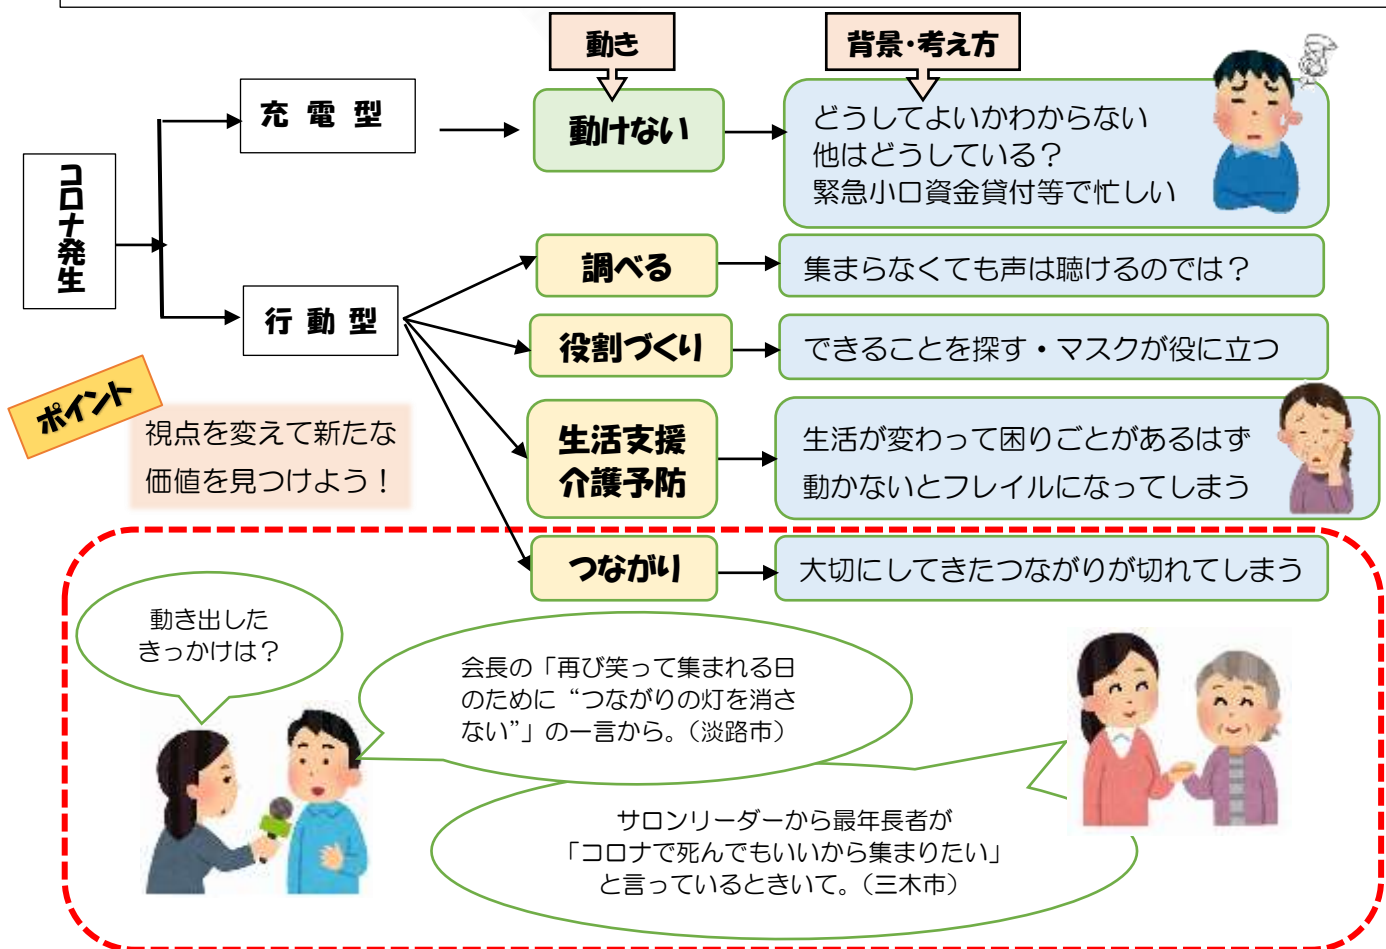 動き
背景・考え方
コロナ発生
充電型
動けない
どうしてよいかわからない
他はどうしている？
緊急小口資金貸付等で忙しい
行動型
調べる
集まらなくても声は聴けるのでは？
役割づくり
できることを探す・マスクが役に立つ
生活支援
介護予防
生活が変わって困りごとがあるはず
動かないとフレイルになってしまう
つながり
大切にしてきたつながりが切れてしまう
ポイント
視点を変えて新たな
価値を見つけよう！
動き出した
きっかけは？
会長の「再び笑って集まれる日
のために“つながりの灯を消さ
ない”」の一言から。（淡路市）
サロンリーダーから最年長者が
「コロナで死んでもいいから集まりたい」
と言っているときいて。（三木市）